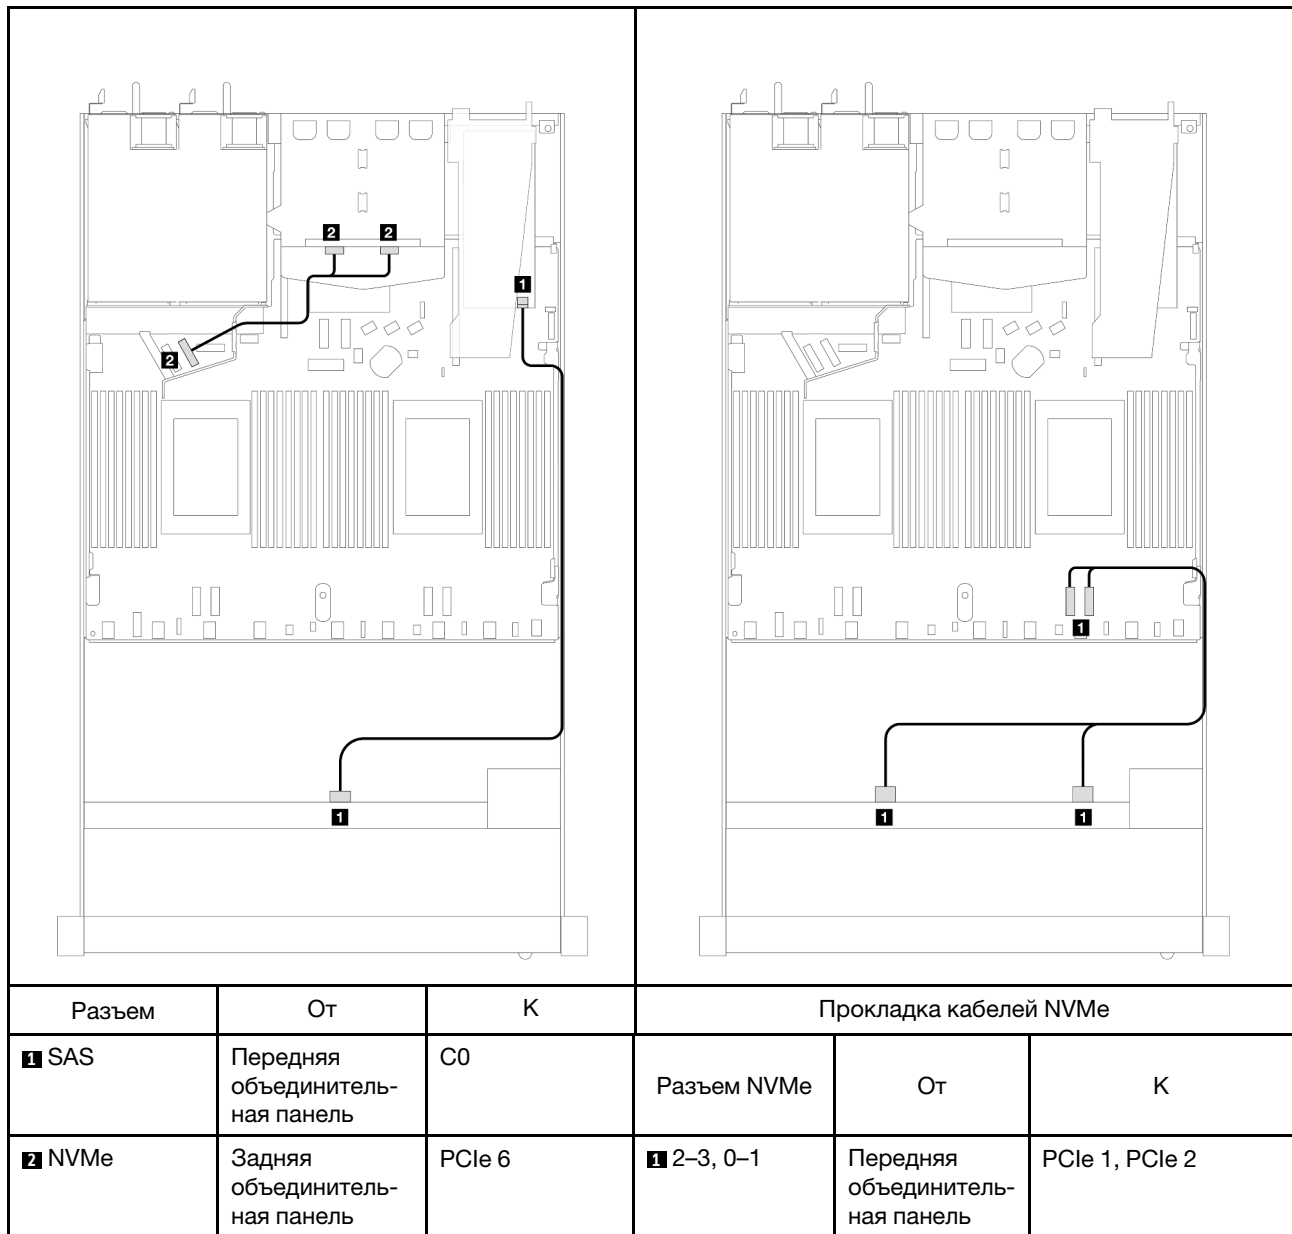 2 2
1
2
1
1
1 1
Разъем От К Прокладка кабелей NVMe
1 SAS Передняя объединитель-ная панель C0
Разъем NVMe От К
2 NVMe Задняя объединитель-ная панель PCIe 6
1 2–3, 0–1 Передняя объединитель-ная панель PCIe 1, PCIe 2